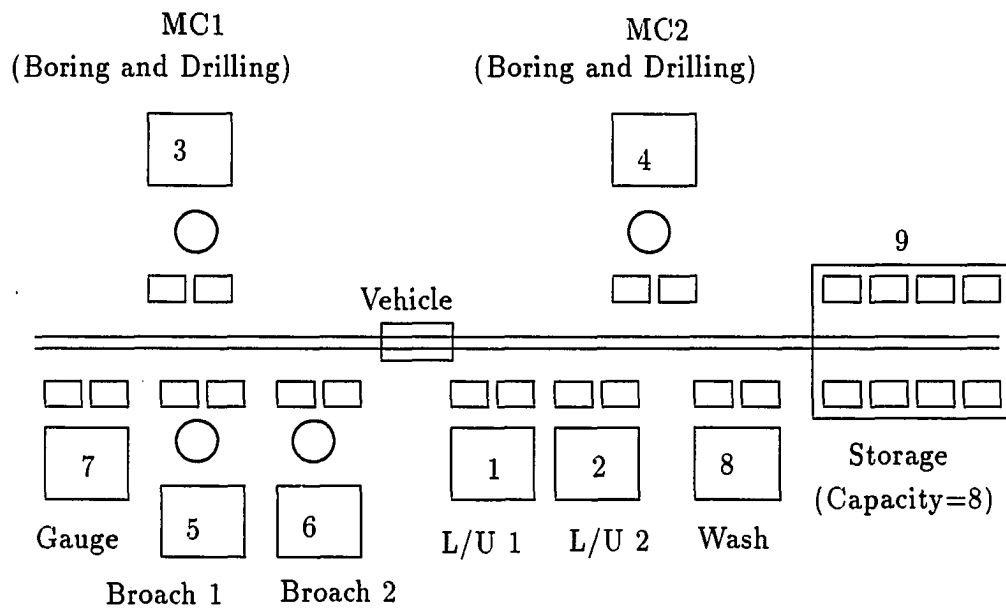 MC1
(Boring and Drilling)
MC2
(Boring and Drilling)
3
4
9
Vehicle
7
5
6
1
2
8
Storage
(Capacity=8)
Gauge
L/U 1
L/U 2
Wash
Broach 1
Broach 2